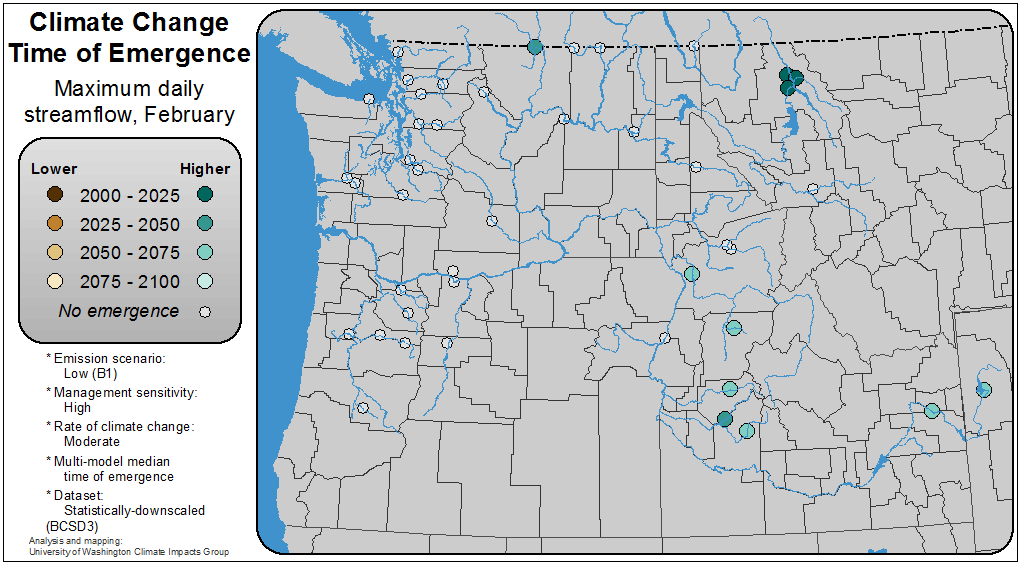 Climate Change
Time of Emergence
Maximum daily
streamflow, February
Lower Higher
2000 - 2025
2025 - 2050
2050 - 2075
2075 - 2100
No emergence
* Emission scenario:
Low (B1)
* Management sensitivity:
High
* Rate of climate change:
Moderate
* Multi-model median
time of emergence
* Dataset:
Statistically-downscaled
(BCSD3)
Analysis and mapping:
University of Washington Climate Impacts Group